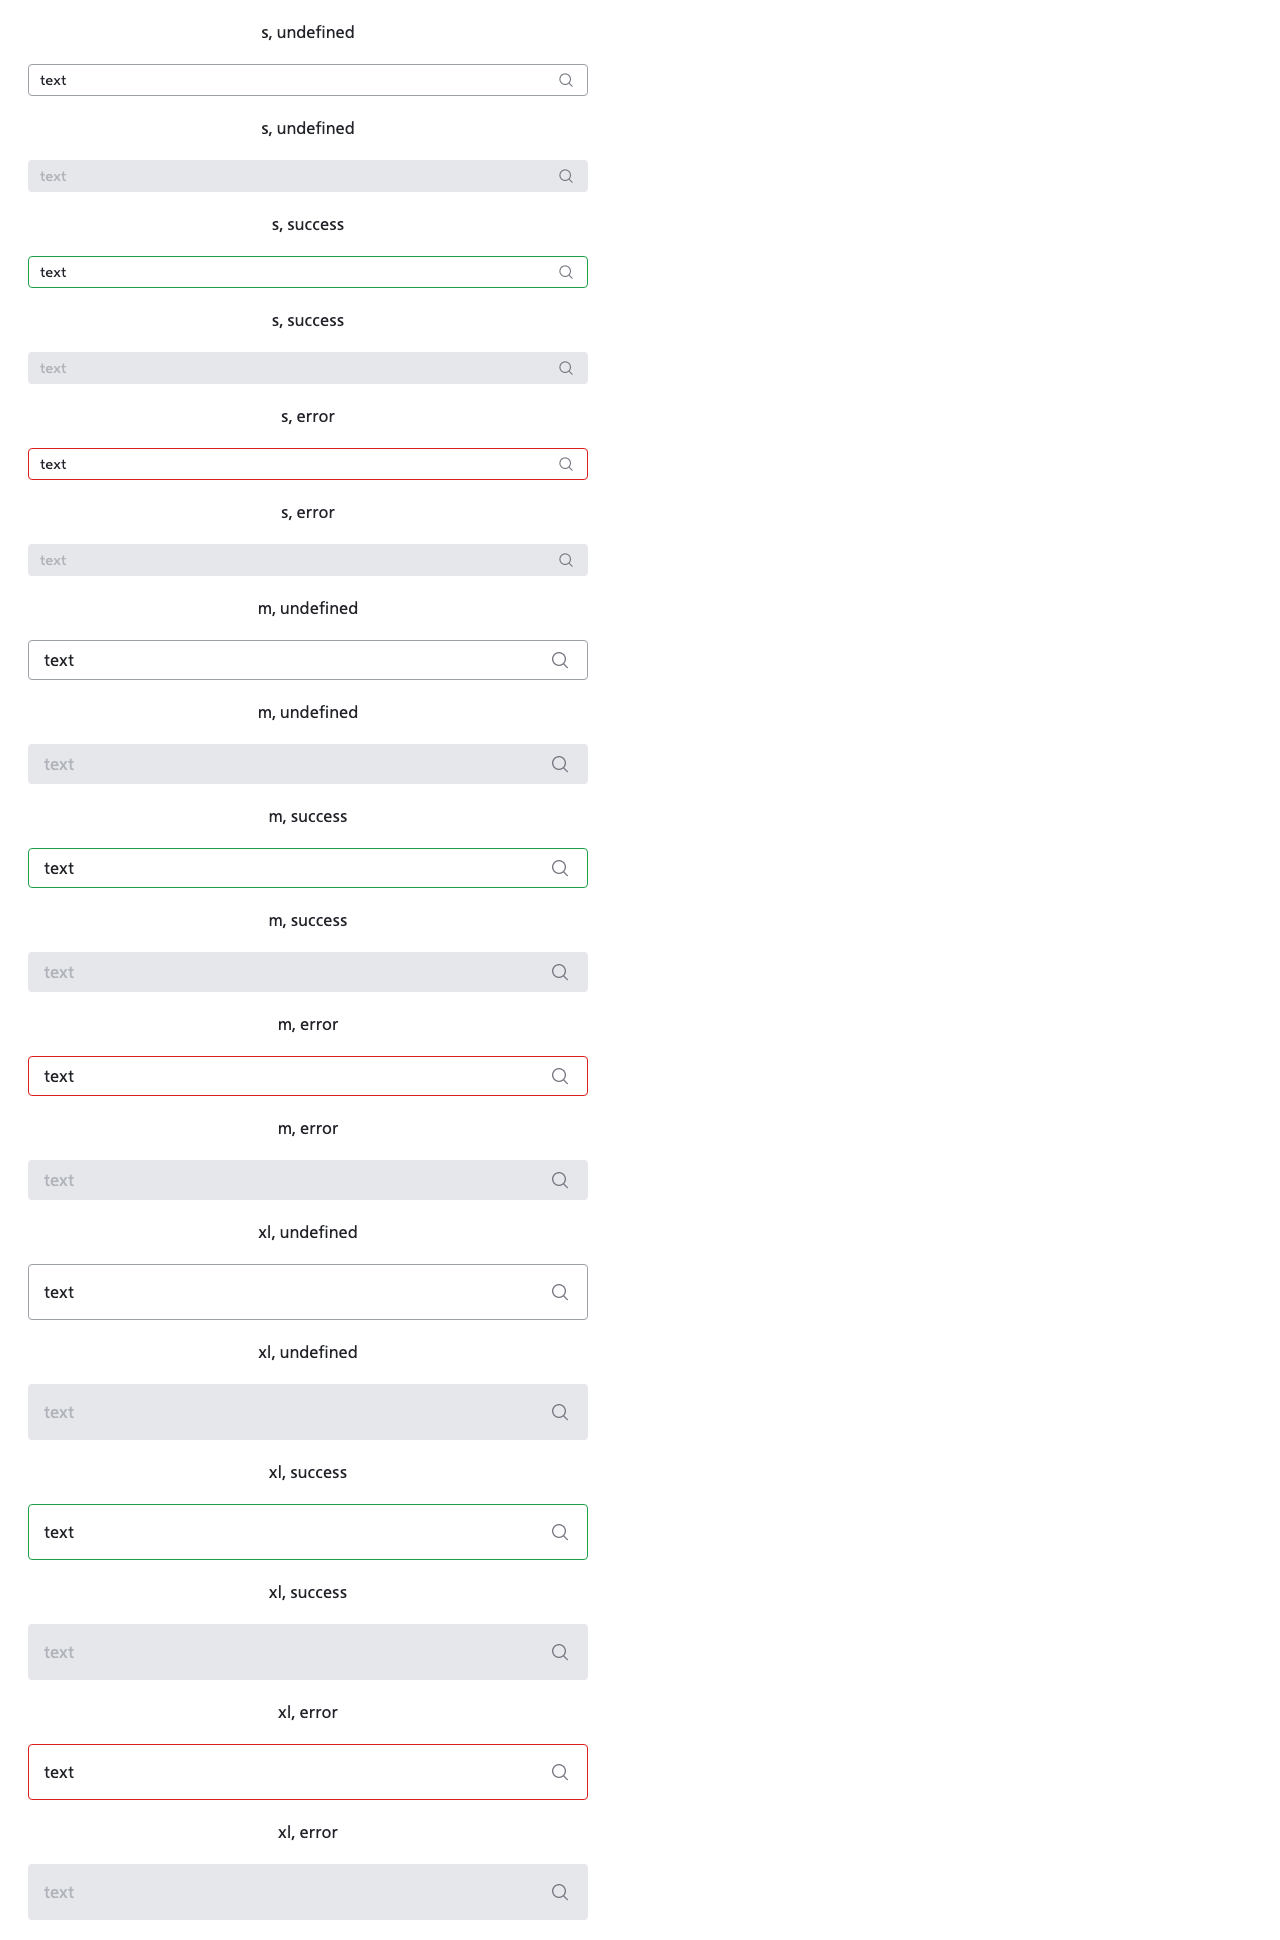 s, undefined
text
s, undefined
text
s, success
text
s, success
text
s, error
text
s, error
text
m, undefined
text
m, undefined
text
m, success
text
m, success
text
m, error
text
m, error
text
xl, undefined
text
xl, undefined
text
xl, success
text
xl, success
text
xl, error
text
xl, error
text